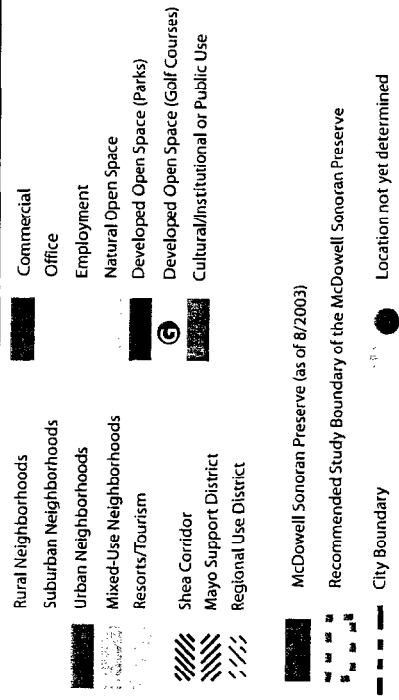 Rural Neighborhoods
Suburban Neighborhoods
Urban Neighborhoods
Mixed-Use Neighborhoods
Resorts/Tourism
Shea Corridor
Mayo Support District
Regional Use District
Commercial
Office
Employment
Natural Open Space
Developed Open Space (Parks)
G Developed Open Space (Golf Courses)
Cultural/Institutional or Public Use
McDowell Sonoran Preserve (as of 8/2003)
Recommended Study Boundary of the McDowell Sonoran Preserve
City Boundary
Location not yet determined